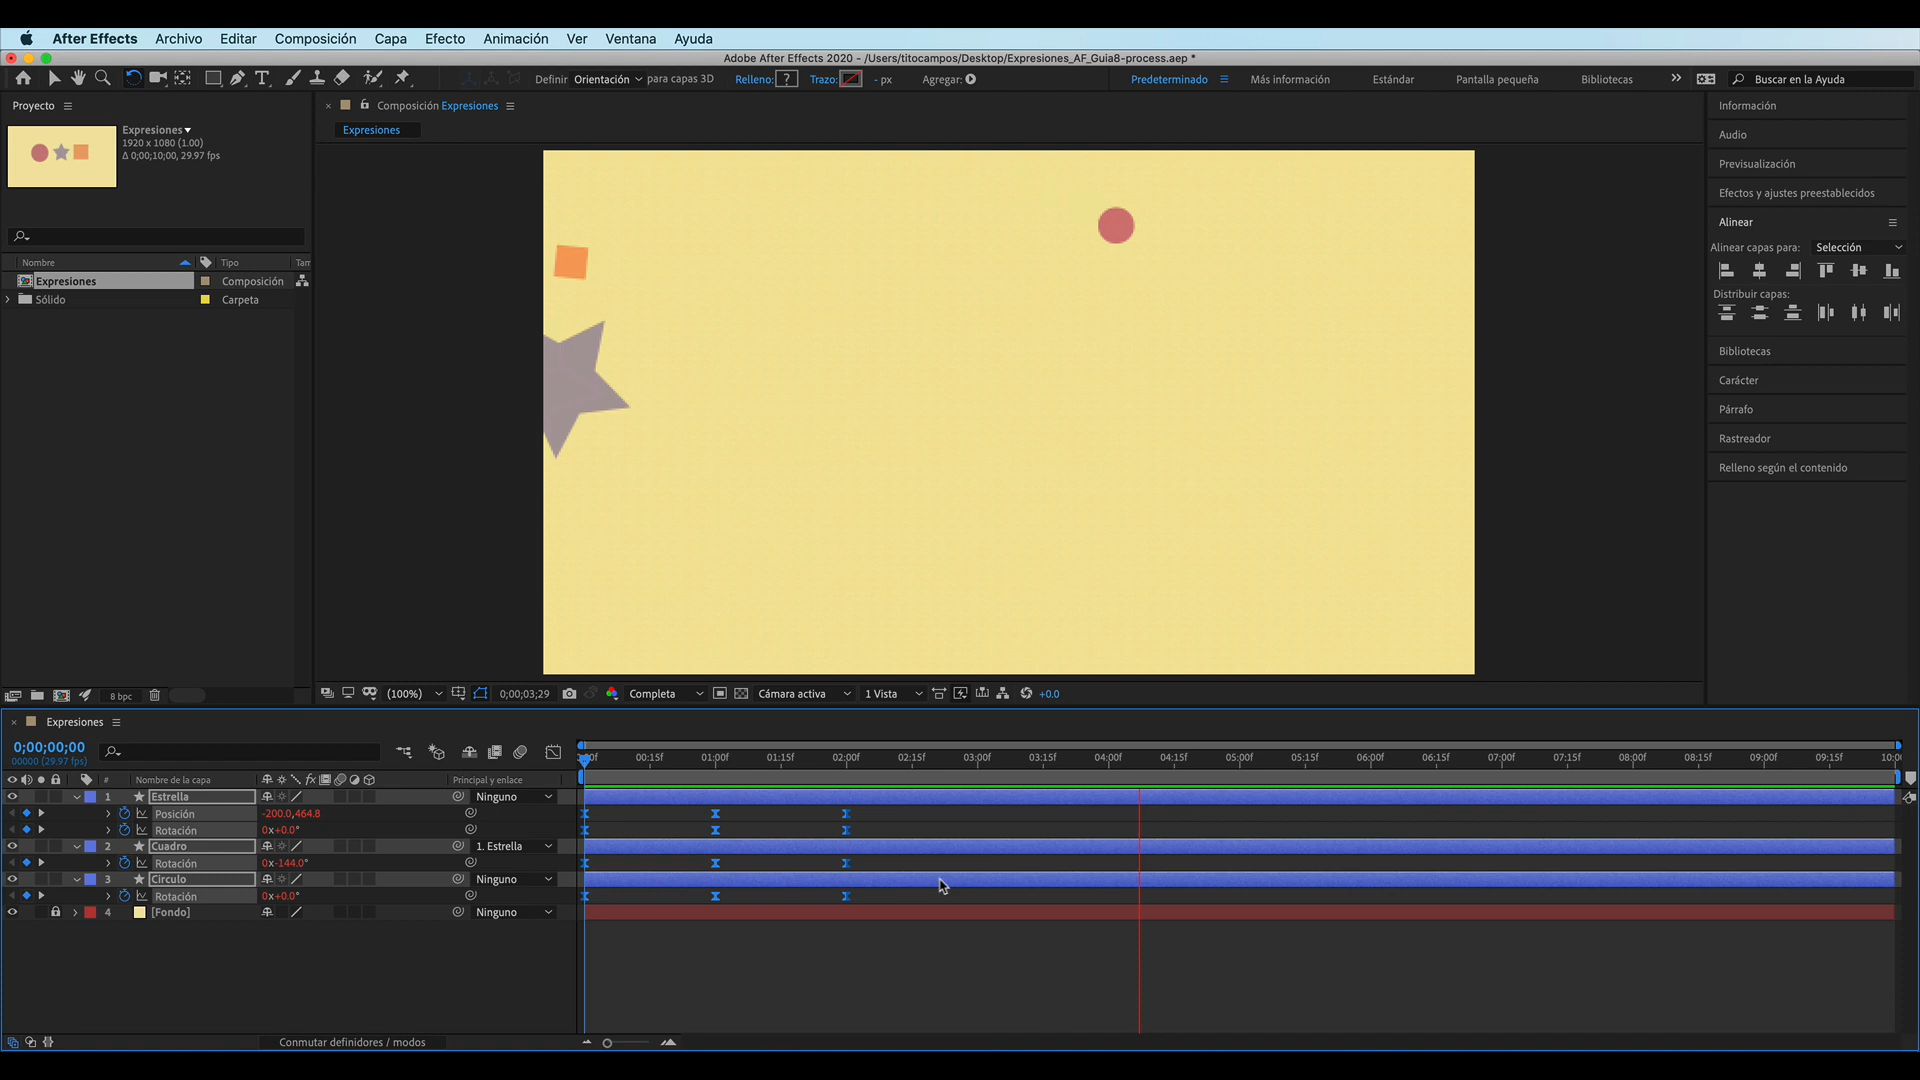 After Effects Archivo Editar Composición Capa Efecto Animación Ver Ventana Ayuda
Adobe After Effects 2020 - /Users/titocampos/Desktop/Expresiones_AF_Guia8-process.aep *
Definir Orientación para capas 3D Relleno: ? Trazo: - px Agregar: Predeterminado Más información Estándar Pantalla pequeña Bibliotecas Buscar en la Ayuda
Proyecto
Composición Expresiones
Expresiones
Expresiones
1920 x 1080 (1.00)
Δ 0;00;10;00, 29.97 fps
Nombre Tipo Tam
Expresiones Composición
Sólido Carpeta
8 bpc
(100%) 0;00;03;29 Completa Cámara activa 1 Vista +0.0
Información
Audio
Previsualización
Efectos y ajustes preestablecidos
Alinear
Alinear capas para: Selección
Distribuir capas:
Bibliotecas
Carácter
Párrafo
Rastreador
Relleno según el contenido
Expresiones
0;00;00;00
00000 (29.97 fps)
00:15f 01:00f 01:15f 02:00f 02:15f 03:00f 03:15f 04:00f 04:15f 05:00f 05:15f 06:00f 06:15f 07:00f 07:15f 08:00f 08:15f 09:00f 09:15f 10:0
# Nombre de la capa Principal y enlace
1 Estrella Ninguno
Posición -200.0,464.8
Rotación 0x+0.0°
2 Cuadro 1. Estrella
Rotación 0x-144.0°
3 Circulo Ninguno
Rotación 0x+0.0°
4 [Fondo] Ninguno
Conmutar definidores / modos